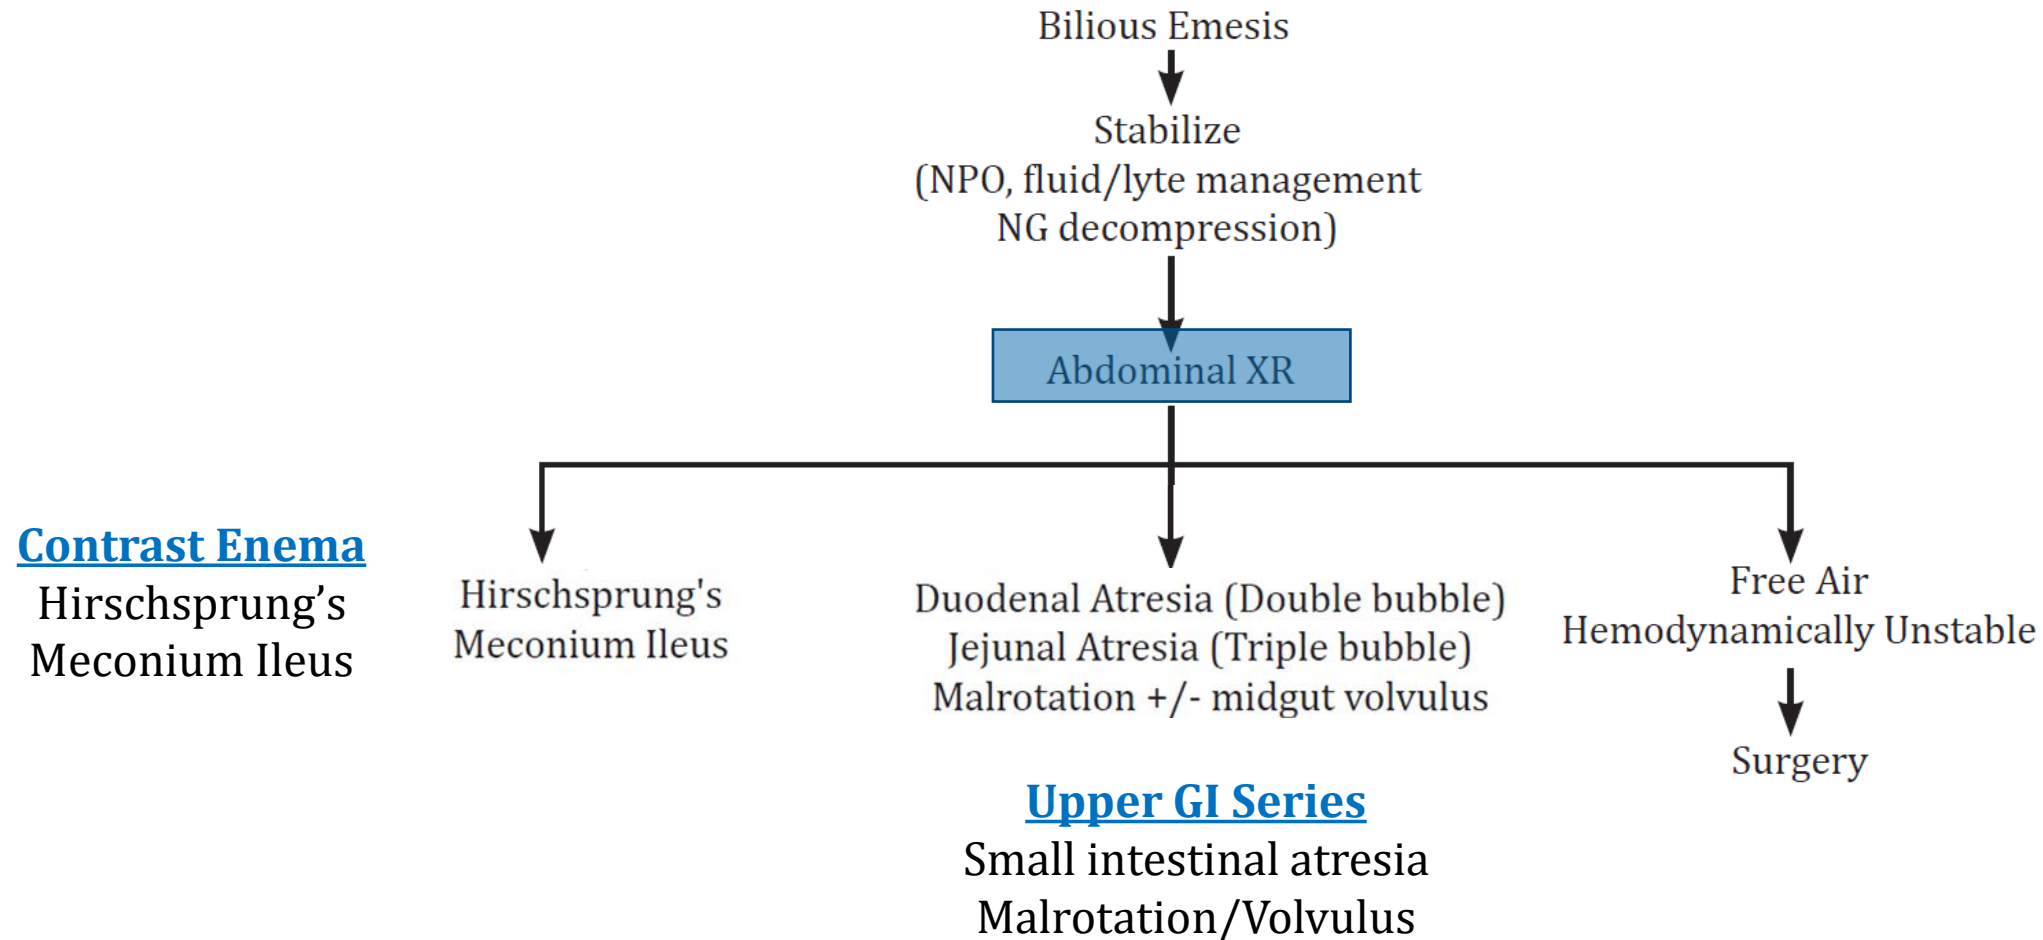 Bilious Emesis
Stabilize
(NPO, fluid/lyte management
NG decompression)
Abdominal XR
Contrast Enema
Hirschsprung’s
Meconium Ileus
Hirschsprung's
Meconium Ileus
Duodenal Atresia (Double bubble)
Jejunal Atresia (Triple bubble)
Malrotation +/- midgut volvulus
Upper GI Series
Small intestinal atresia
Malrotation/Volvulus
Free Air
Hemodynamically Unstable
Surgery